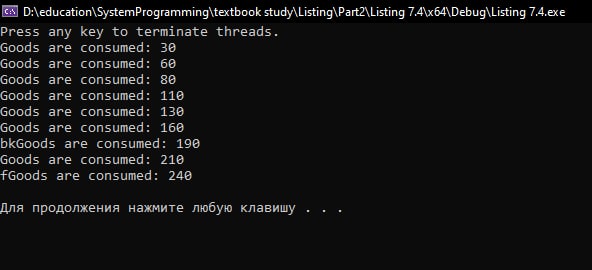 D:\education\SystemProgramming\textbook study\Listing\Part2\Listing 7.4\x64\Debug\Listing 7.4.exe
Press any key to terminate threads.
Goods are consumed: 30
Goods are consumed: 60
Goods are consumed: 80
Goods are consumed: 110
Goods are consumed: 130
Goods are consumed: 160
bkGoods are consumed: 190
Goods are consumed: 210
fGoods are consumed: 240
Для продолжения нажмите любую клавишу . . .